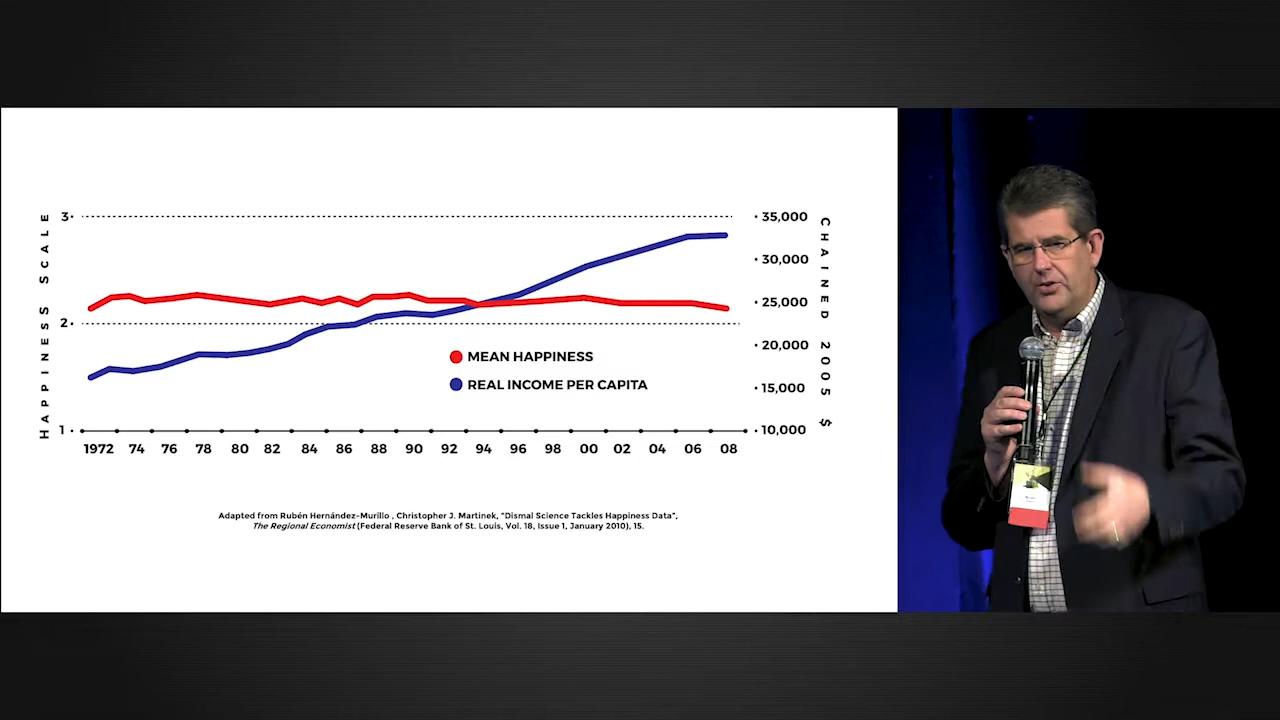 HAPPINESS SCALE
3
2
1
35,000
30,000
25,000
20,000
15,000
10,000
CHAINED 2005 $
MEAN HAPPINESS
REAL INCOME PER CAPITA
1972 74 76 78 80 82 84 86 88 90 92 94 96 98 00 02 04 06 08
Adapted from Rubén Hernández-Murillo , Christopher J. Martinek, "Dismal Science Tackles Happiness Data",
The Regional Economist (Federal Reserve Bank of St. Louis, Vol. 18, Issue 1, January 2010), 15.